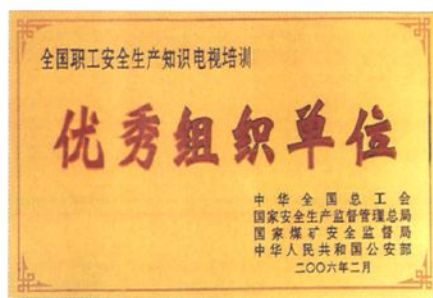 全国职工安全生产知识电视培训
优秀组织单位
中华全国总工会
国家安全生产监督管理总局
国家煤矿安全监督局
中华人民共和国公安部
二〇〇六年二月